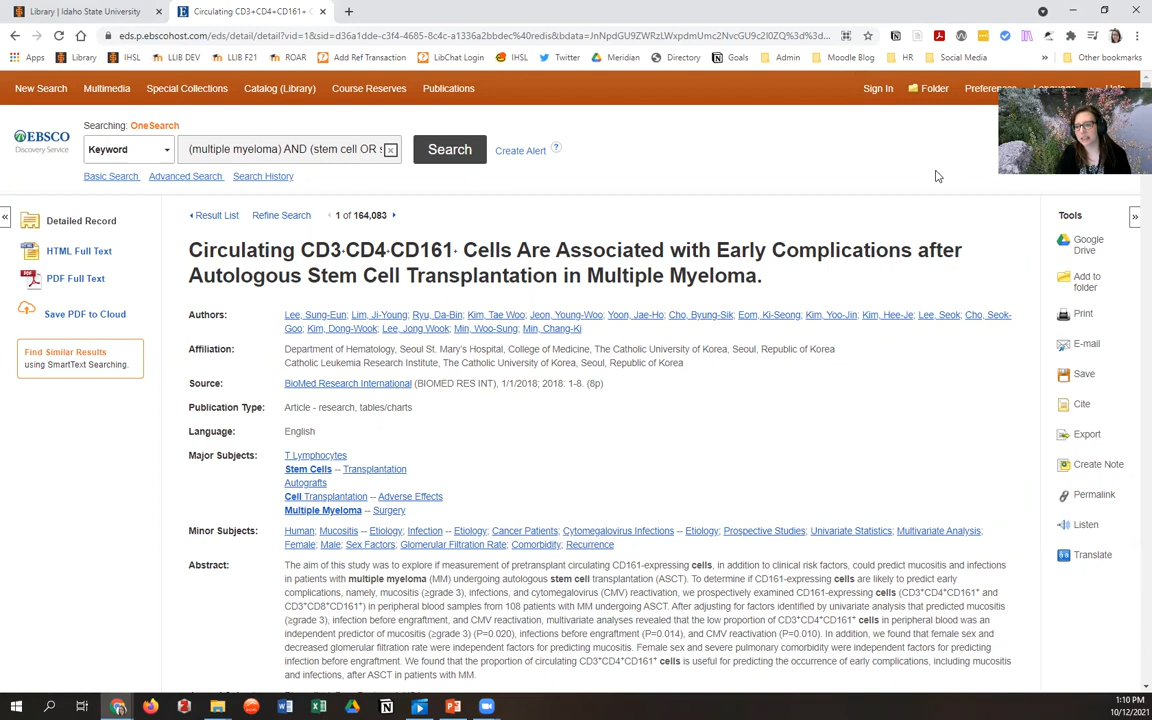 Library | Idaho State University
Circulating CD3+CD4+CD161+ C
eds.p.ebscohost.com/eds/detail/detail?vid=1&sid=d36a1dde-c3f4-4685-8c4c-a1336a2bbdec%40redis&bdata=JnNpdGU9ZWRzLWxpdmUmc2NvcGU9c2l0ZQ%3d%3d...
Apps Library IHSL LLIB DEV LLIB F21 ROAR Add Ref Transaction LibChat Login IHSL Twitter Meridian Directory Goals Admin Moodle Blog HR Social Media » Other bookmarks
New Search Multimedia Special Collections Catalog (Library) Course Reserves Publications Sign In Folder Preferences
Searching: OneSearch
EBSCO
Discovery Service
Keyword (multiple myeloma) AND (stem cell OR s Search Create Alert ?
Basic Search Advanced Search Search History
« Detailed Record
HTML Full Text
PDF Full Text
Save PDF to Cloud
Find Similar Results
using SmartText Searching.
Result List Refine Search 1 of 164,083
Circulating CD3+CD4+CD161+ Cells Are Associated with Early Complications after
Autologous Stem Cell Transplantation in Multiple Myeloma.
Authors: Lee, Sung-Eun; Lim, Ji-Young; Ryu, Da-Bin; Kim, Tae Woo; Jeon, Young-Woo; Yoon, Jae-Ho; Cho, Byung-Sik; Eom, Ki-Seong; Kim, Yoo-Jin; Kim, Hee-Je; Lee, Seok; Cho, Seok-
Goo; Kim, Dong-Wook; Lee, Jong Wook; Min, Woo-Sung; Min, Chang-Ki
Affiliation: Department of Hematology, Seoul St. Mary's Hospital, College of Medicine, The Catholic University of Korea, Seoul, Republic of Korea
Catholic Leukemia Research Institute, The Catholic University of Korea, Seoul, Republic of Korea
Source: BioMed Research International (BIOMED RES INT), 1/1/2018; 2018: 1-8. (8p)
Publication Type: Article - research, tables/charts
Language: English
Major Subjects: T Lymphocytes
Stem Cells -- Transplantation
Autografts
Cell Transplantation -- Adverse Effects
Multiple Myeloma -- Surgery
Minor Subjects: Human; Mucositis -- Etiology; Infection -- Etiology; Cancer Patients; Cytomegalovirus Infections -- Etiology; Prospective Studies; Univariate Statistics; Multivariate Analysis;
Female; Male; Sex Factors; Glomerular Filtration Rate; Comorbidity; Recurrence
Abstract: The aim of this study was to explore if measurement of pretransplant circulating CD161-expressing cells, in addition to clinical risk factors, could predict mucositis and infections
in patients with multiple myeloma (MM) undergoing autologous stem cell transplantation (ASCT). To determine if CD161-expressing cells are likely to predict early
complications, namely, mucositis (≥grade 3), infections, and cytomegalovirus (CMV) reactivation, we prospectively examined CD161-expressing cells (CD3+CD4+CD161+ and
CD3+CD8+CD161+) in peripheral blood samples from 108 patients with MM undergoing ASCT. After adjusting for factors identified by univariate analysis that predicted mucositis
(≥grade 3), infection before engraftment, and CMV reactivation, multivariate analyses revealed that the low proportion of CD3+CD4+CD161+ cells in peripheral blood was an
independent predictor of mucositis (≥grade 3) (P=0.020), infections before engraftment (P=0.014), and CMV reactivation (P=0.010). In addition, we found that female sex and
decreased glomerular filtration rate were independent factors for predicting mucositis. Female sex and severe pulmonary comorbidity were independent factors for predicting
infection before engraftment. We found that the proportion of circulating CD3+CD4+CD161+ cells is useful for predicting the occurrence of early complications, including mucositis
and infections, after ASCT in patients with MM.
Tools »
Google
Drive
Add to
folder
Print
E-mail
Save
Cite
Export
Create Note
Permalink
Listen
Translate
1:10 PM
10/12/2021